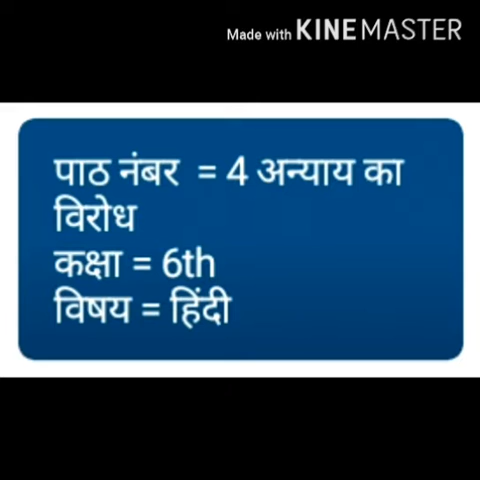 Made with KINEMASTER
पाठ नंबर = 4 अन्याय का
विरोध
कक्षा = 6th
विषय = हिंदी